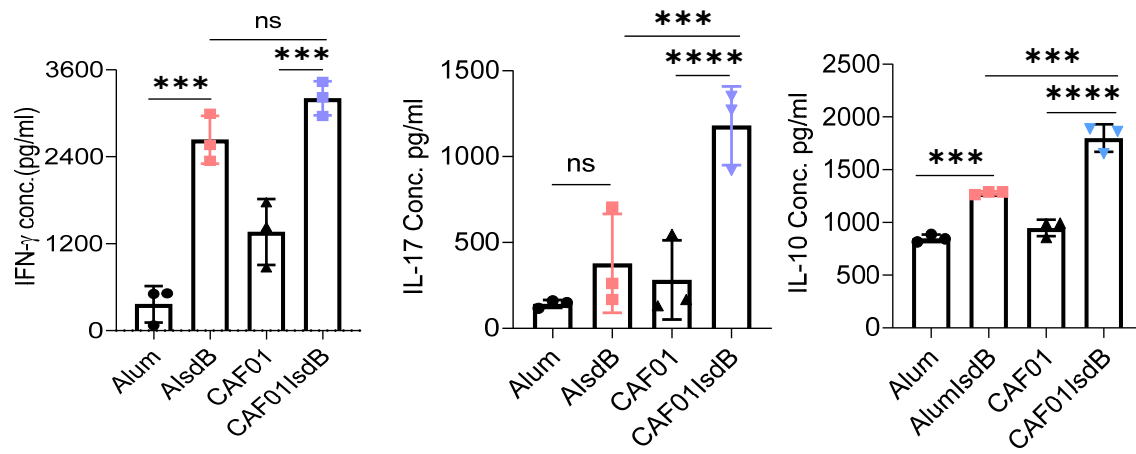 ns
***
***
IFN-γ conc.(pg/ml)
3600
2400
1200
0
Alum
AIsdB
CAF01
CAF01IsdB
***
****
ns
IL-17 Conc. pg/ml
1500
1000
500
0
Alum
AIsdB
CAF01
CAF01IsdB
***
****
***
IL-10 Conc. pg/ml
2500
2000
1500
1000
500
0
Alum
AlumIsdB
CAF01
CAF01IsdB